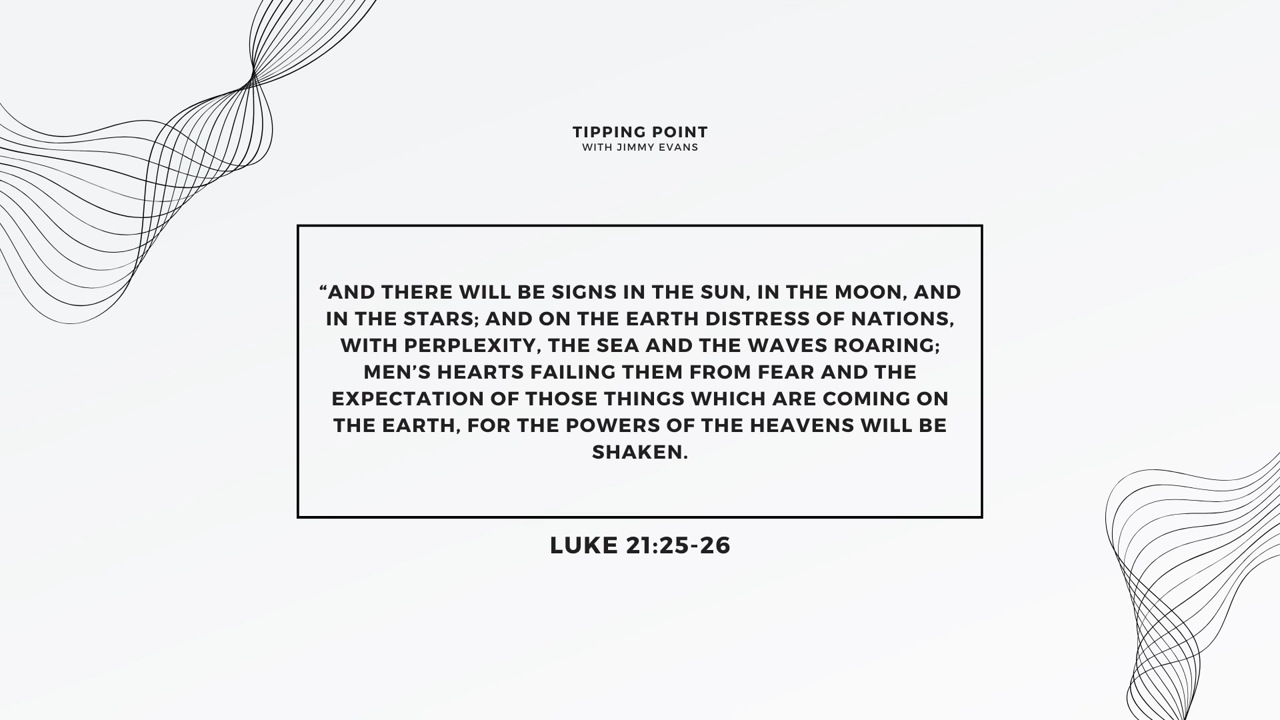 TIPPING POINT
WITH JIMMY EVANS
“AND THERE WILL BE SIGNS IN THE SUN, IN THE MOON, AND
IN THE STARS; AND ON THE EARTH DISTRESS OF NATIONS,
WITH PERPLEXITY, THE SEA AND THE WAVES ROARING;
MEN’S HEARTS FAILING THEM FROM FEAR AND THE
EXPECTATION OF THOSE THINGS WHICH ARE COMING ON
THE EARTH, FOR THE POWERS OF THE HEAVENS WILL BE
SHAKEN.
LUKE 21:25-26